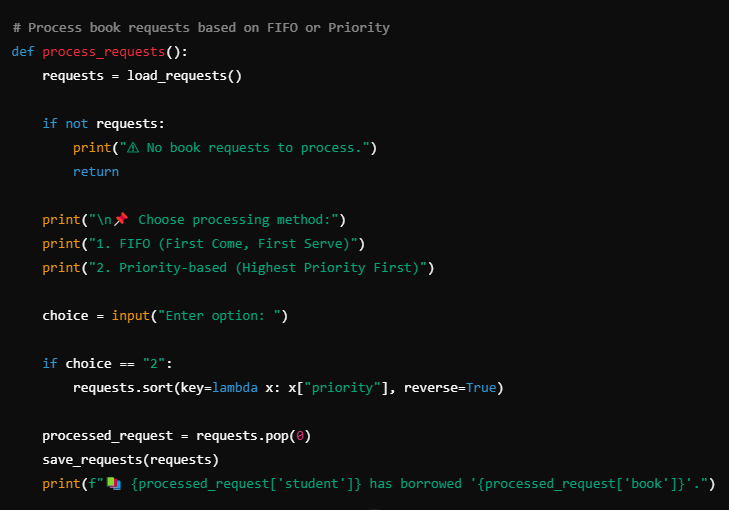 # Process book requests based on FIFO or Priority
def process_requests():
    requests = load_requests()

    if not requests:
        print("⚠ No book requests to process.")
        return

    print("\n📌 Choose processing method:")
    print("1. FIFO (First Come, First Serve)")
    print("2. Priority-based (Highest Priority First)")

    choice = input("Enter option: ")

    if choice == "2":
        requests.sort(key=lambda x: x["priority"], reverse=True)

    processed_request = requests.pop(0)
    save_requests(requests)
    print(f"📚 {processed_request['student']} has borrowed '{processed_request['book']}'.")